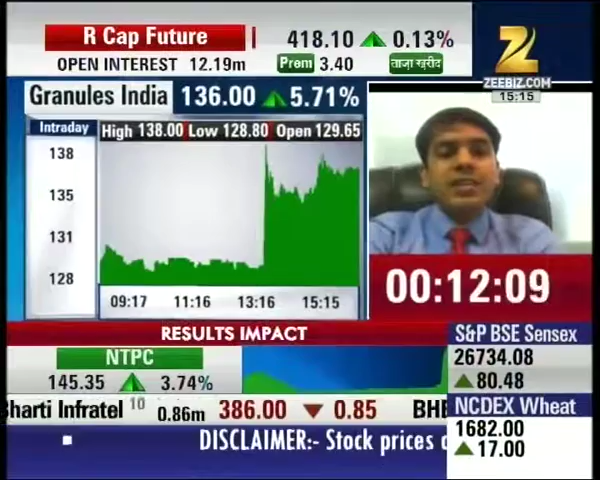 R Cap Future
418.10 0.13%
OPEN INTEREST 12.19m
Prem 3.40
ताज़ा खरीद
Z
ZEEBIZ.COM
15:15
Granules India 136.00 5.71%
Intraday High 138.00 Low 128.80 Open 129.65
138
135
131
128
09:17 11:16 13:16 15:15
00:12:09
RESULTS IMPACT
NTPC
145.35 3.74%
S&P BSE Sensex
26734.08
80.48
Bharti Infratel 10 0.86m 386.00 0.85 BHE
NCDEX Wheat
1682.00
17.00
DISCLAIMER:- Stock prices